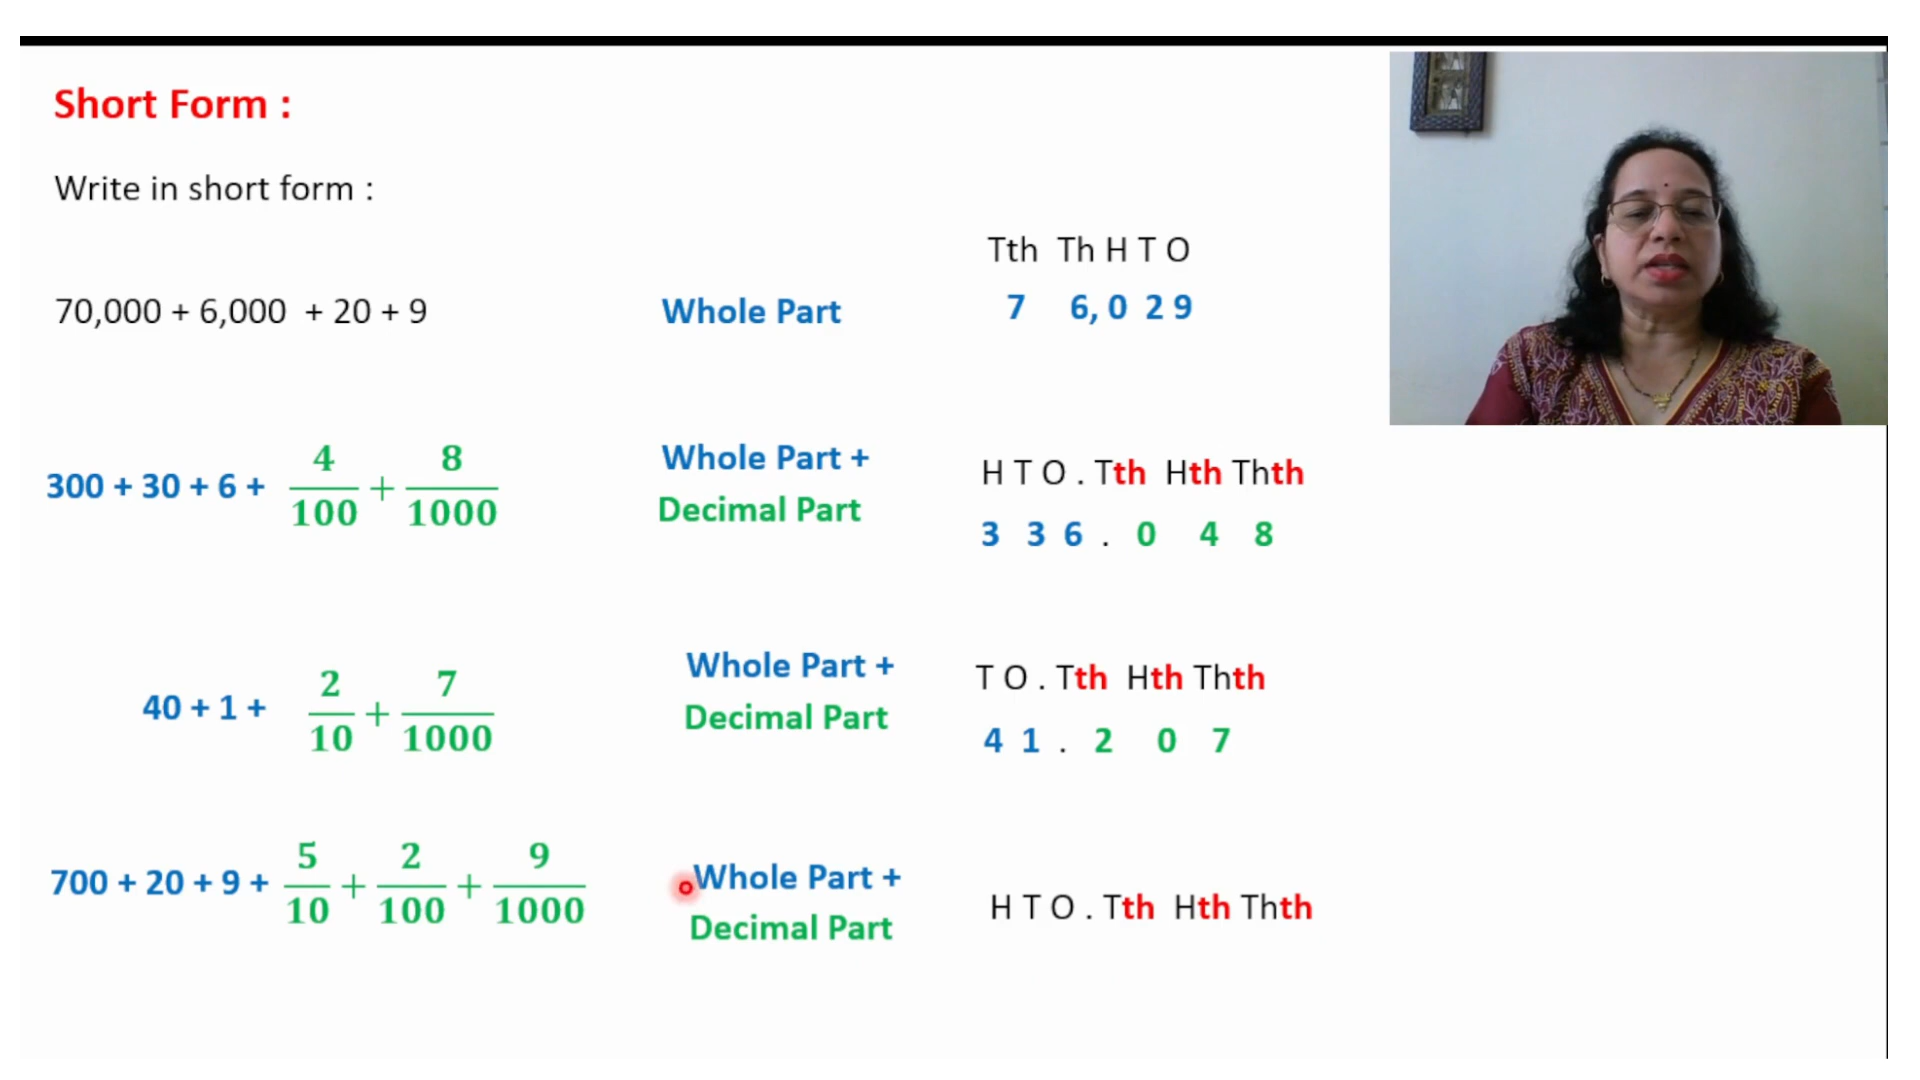 Short Form :
Write in short form :
Tth Th H T O
70,000 + 6,000 + 20 + 9 Whole Part 7 6, 0 2 9
300 + 30 + 6 + 4/100 + 8/1000 Whole Part + Decimal Part H T O . Tth Hth Thth
3 3 6 . 0 4 8
40 + 1 + 2/10 + 7/1000 Whole Part + Decimal Part T O . Tth Hth Thth
4 1 . 2 0 7
700 + 20 + 9 + 5/10 + 2/100 + 9/1000 Whole Part + Decimal Part H T O . Tth Hth Thth